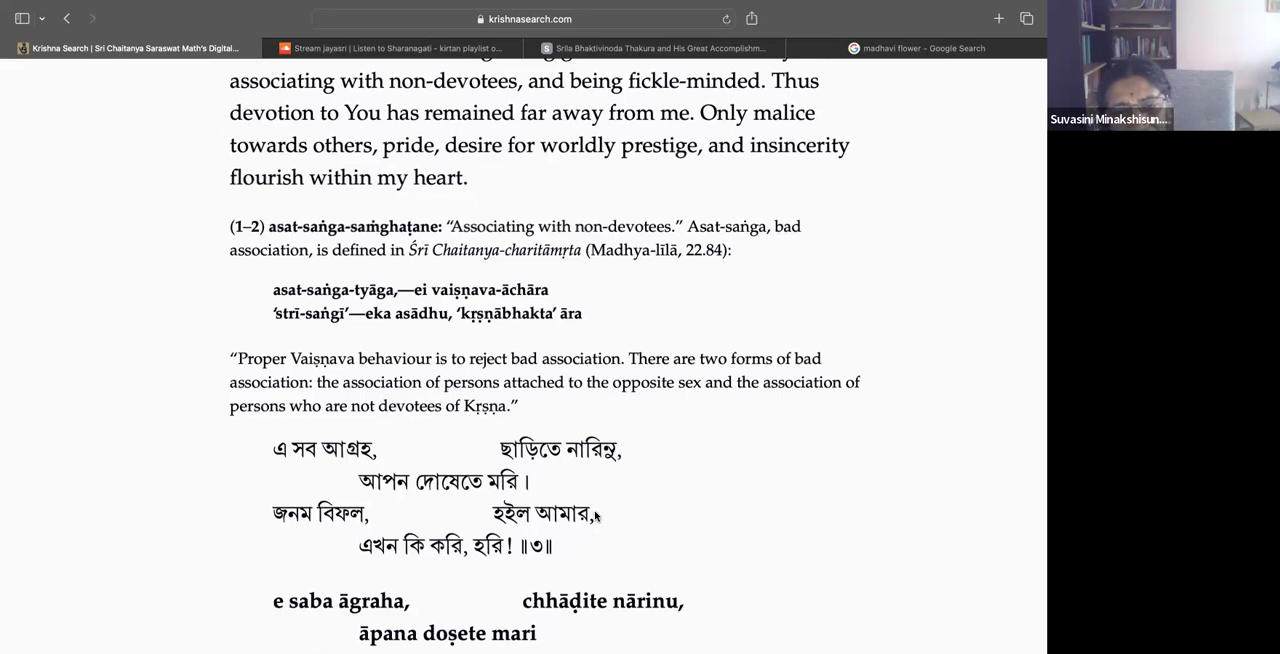 krishnasearch.com
Krishna Search | Sri Chaitanya Saraswat Math's Digital...
Stream jayasri | Listen to Sharanagati - kirtan playlist o...
S Srila Bhaktivinoda Thakura and His Great Accomplishm...
madhavi flower - Google Search
Suvasini Minakshisun...
associating with non-devotees, and being fickle-minded. Thus
devotion to You has remained far away from me. Only malice
towards others, pride, desire for worldly prestige, and insincerity
flourish within my heart.
(1–2) asat-saṅga-saṁghaṭane: “Associating with non-devotees.” Asat-saṅga, bad
association, is defined in Śrī Chaitanya-charitāmṛta (Madhya-līlā, 22.84):
asat-saṅga-tyāga,—ei vaiṣṇava-āchāra
‘strī-saṅgī’—eka asādhu, ‘kṛṣṇābhakta’ āra
“Proper Vaiṣṇava behaviour is to reject bad association. There are two forms of bad
association: the association of persons attached to the opposite sex and the association of
persons who are not devotees of Kṛṣṇa.”
এ সব আগ্রহ, ছাড়িতে নারিনু,
আপন দোষেতে মরি।
জনম বিফল, হইল আমার,
এখন কি করি, হরি! ॥৩॥
e saba āgraha, chhāḍite nārinu,
āpana doṣete mari